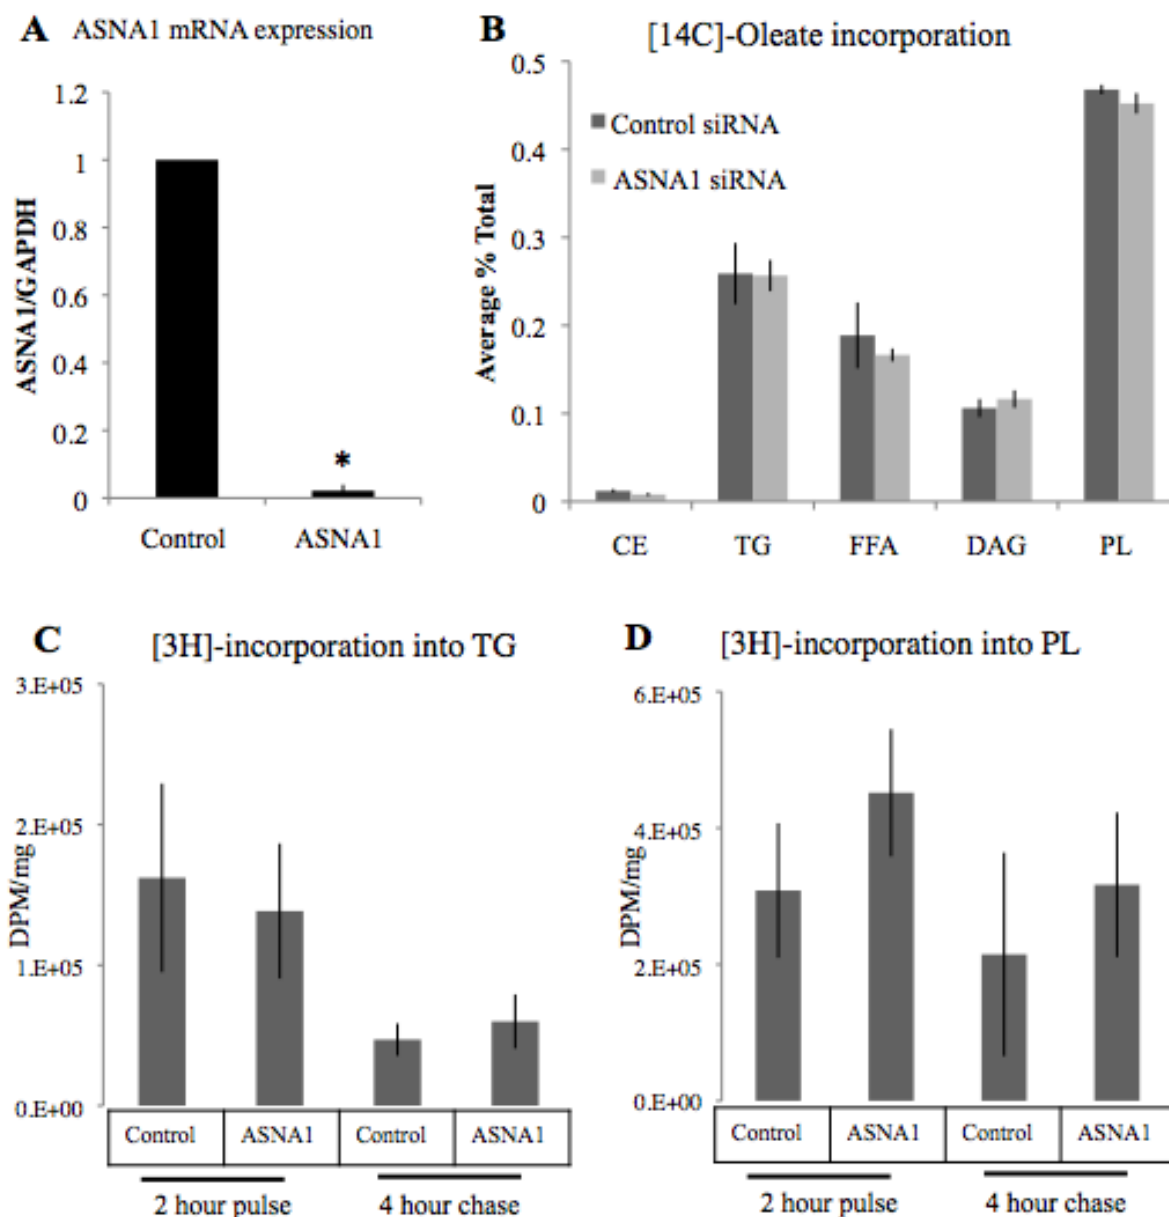 A ASNA1 mRNA expression
ASNA1/GAPDH
1.2
1
0.8
0.6
0.4
0.2
0
*
Control ASNA1
B [14C]-Oleate incorporation
Average % Total
0.5
0.4
0.3
0.2
0.1
0
Control siRNA
ASNA1 siRNA
CE TG FFA DAG PL
C [3H]-incorporation into TG
DPM/mg
3.E+05
2.E+05
1.E+05
0.E+00
Control ASNA1 Control ASNA1
2 hour pulse 4 hour chase
D [3H]-incorporation into PL
DPM/mg
6.E+05
4.E+05
2.E+05
0.E+00
Control ASNA1 Control ASNA1
2 hour pulse 4 hour chase